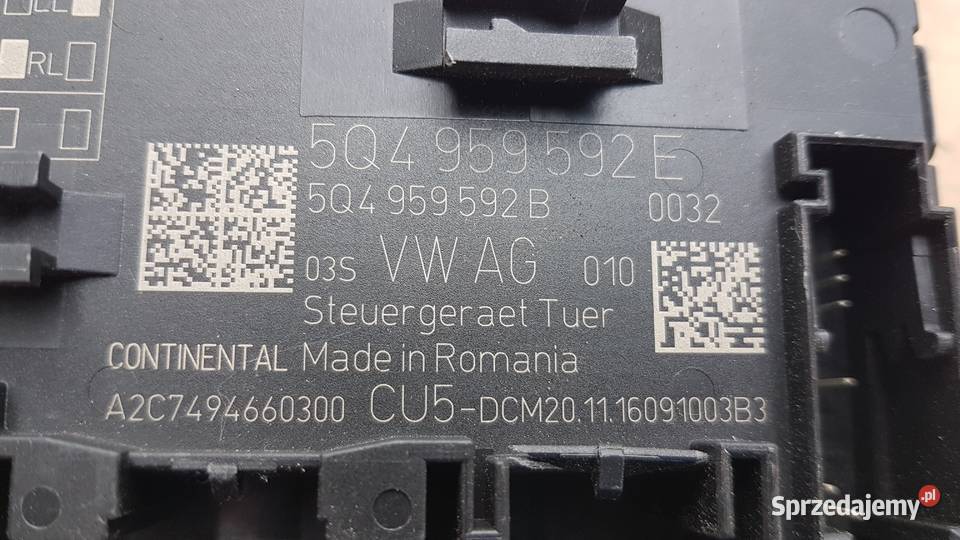 RL
5Q4 959 592 E
5Q4 959 592 B 0032
03S VW AG 010
Steuergeraet Tuer
CONTINENTAL Made in Romania
A2C7494660300 CU5-DCM20.11.16091003B3
Sprzedajemy.pl